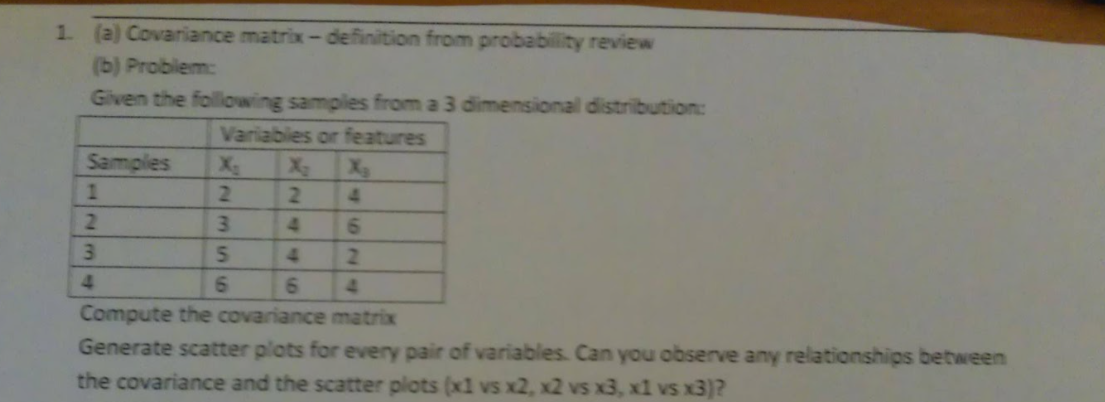 1. (a) Covariance matrix – definition from probability review
(b) Problem:
Given the following samples from a 3 dimensional distribution:
Variables or features
Samples X₁ X₂ X₃
1 2 2 4
2 3 4 6
3 5 4 2
4 6 6 4
Compute the covariance matrix
Generate scatter plots for every pair of variables. Can you observe any relationships between
the covariance and the scatter plots (x1 vs x2, x2 vs x3, x1 vs x3)?